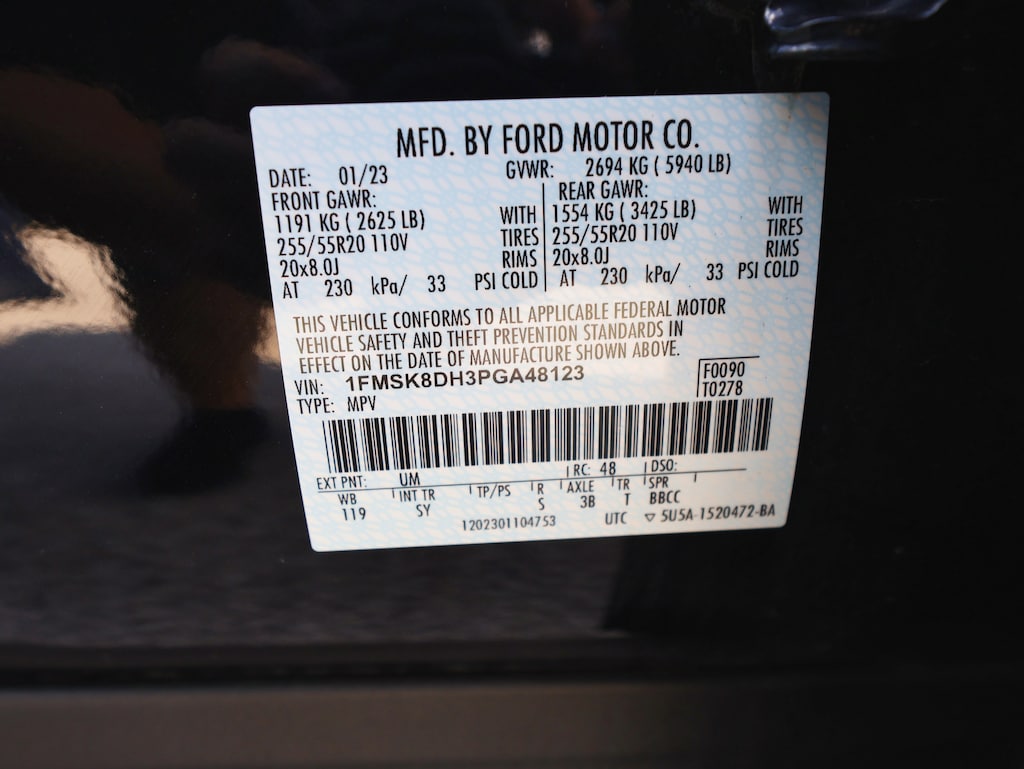 MFD. BY FORD MOTOR CO.
DATE: 01/23 GVWR: 2694 KG ( 5940 LB)
FRONT GAWR: REAR GAWR:
1191 KG ( 2625 LB) WITH 1554 KG ( 3425 LB) WITH
255/55R20 110V TIRES 255/55R20 110V TIRES
20x8.0J RIMS 20x8.0J RIMS
AT 230 kPa/ 33 PSI COLD AT 230 kPa/ 33 PSI COLD
THIS VEHICLE CONFORMS TO ALL APPLICABLE FEDERAL MOTOR
VEHICLE SAFETY AND THEFT PREVENTION STANDARDS IN
EFFECT ON THE DATE OF MANUFACTURE SHOWN ABOVE.
VIN: 1FMSK8DH3PGA48123 F0090
TYPE: MPV T0278
EXT PNT: UM RC: 48 DSO:
WB INT TR TP/PS R AXLE TR SPR
119 SY S 3B T BBCC
1202301104753 UTC ▽ 5U5A-1520472-BA